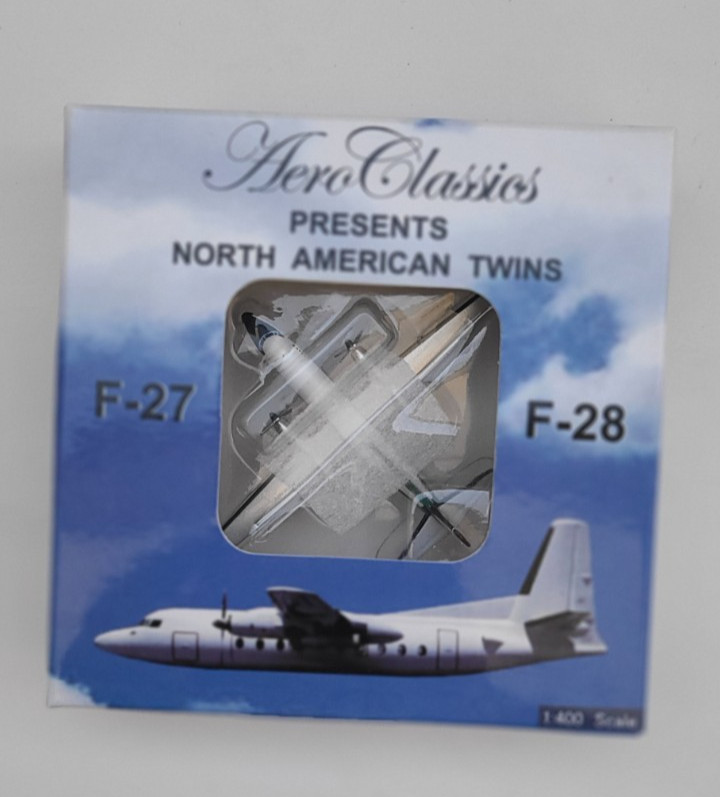 AeroClassics
PRESENTS
NORTH AMERICAN TWINS
F-27
F-28
1:400 Scale